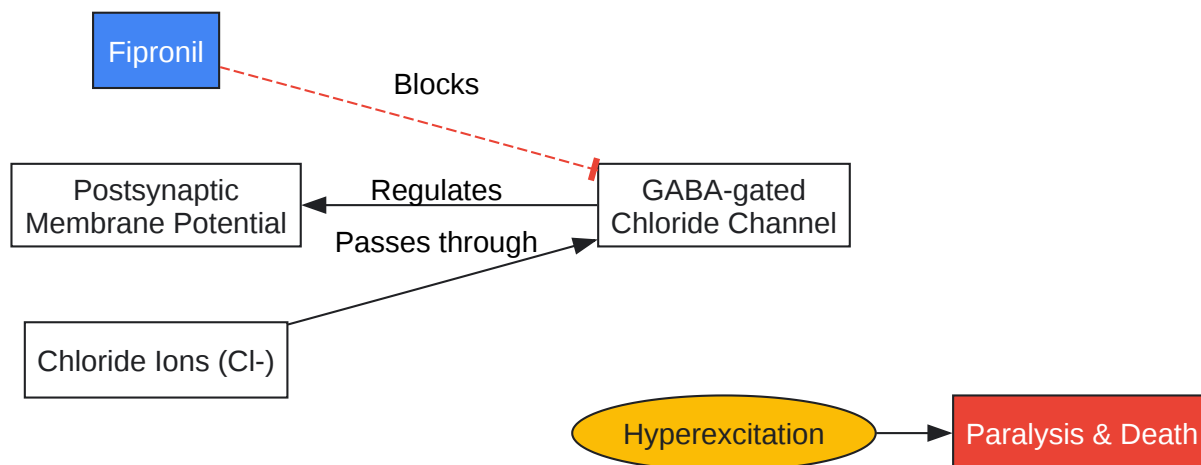 Fipronil
Blocks
Postsynaptic
Membrane Potential
Regulates
GABA-gated
Chloride Channel
Passes through
Chloride Ions (Cl-)
Hyperexcitation
Paralysis & Death